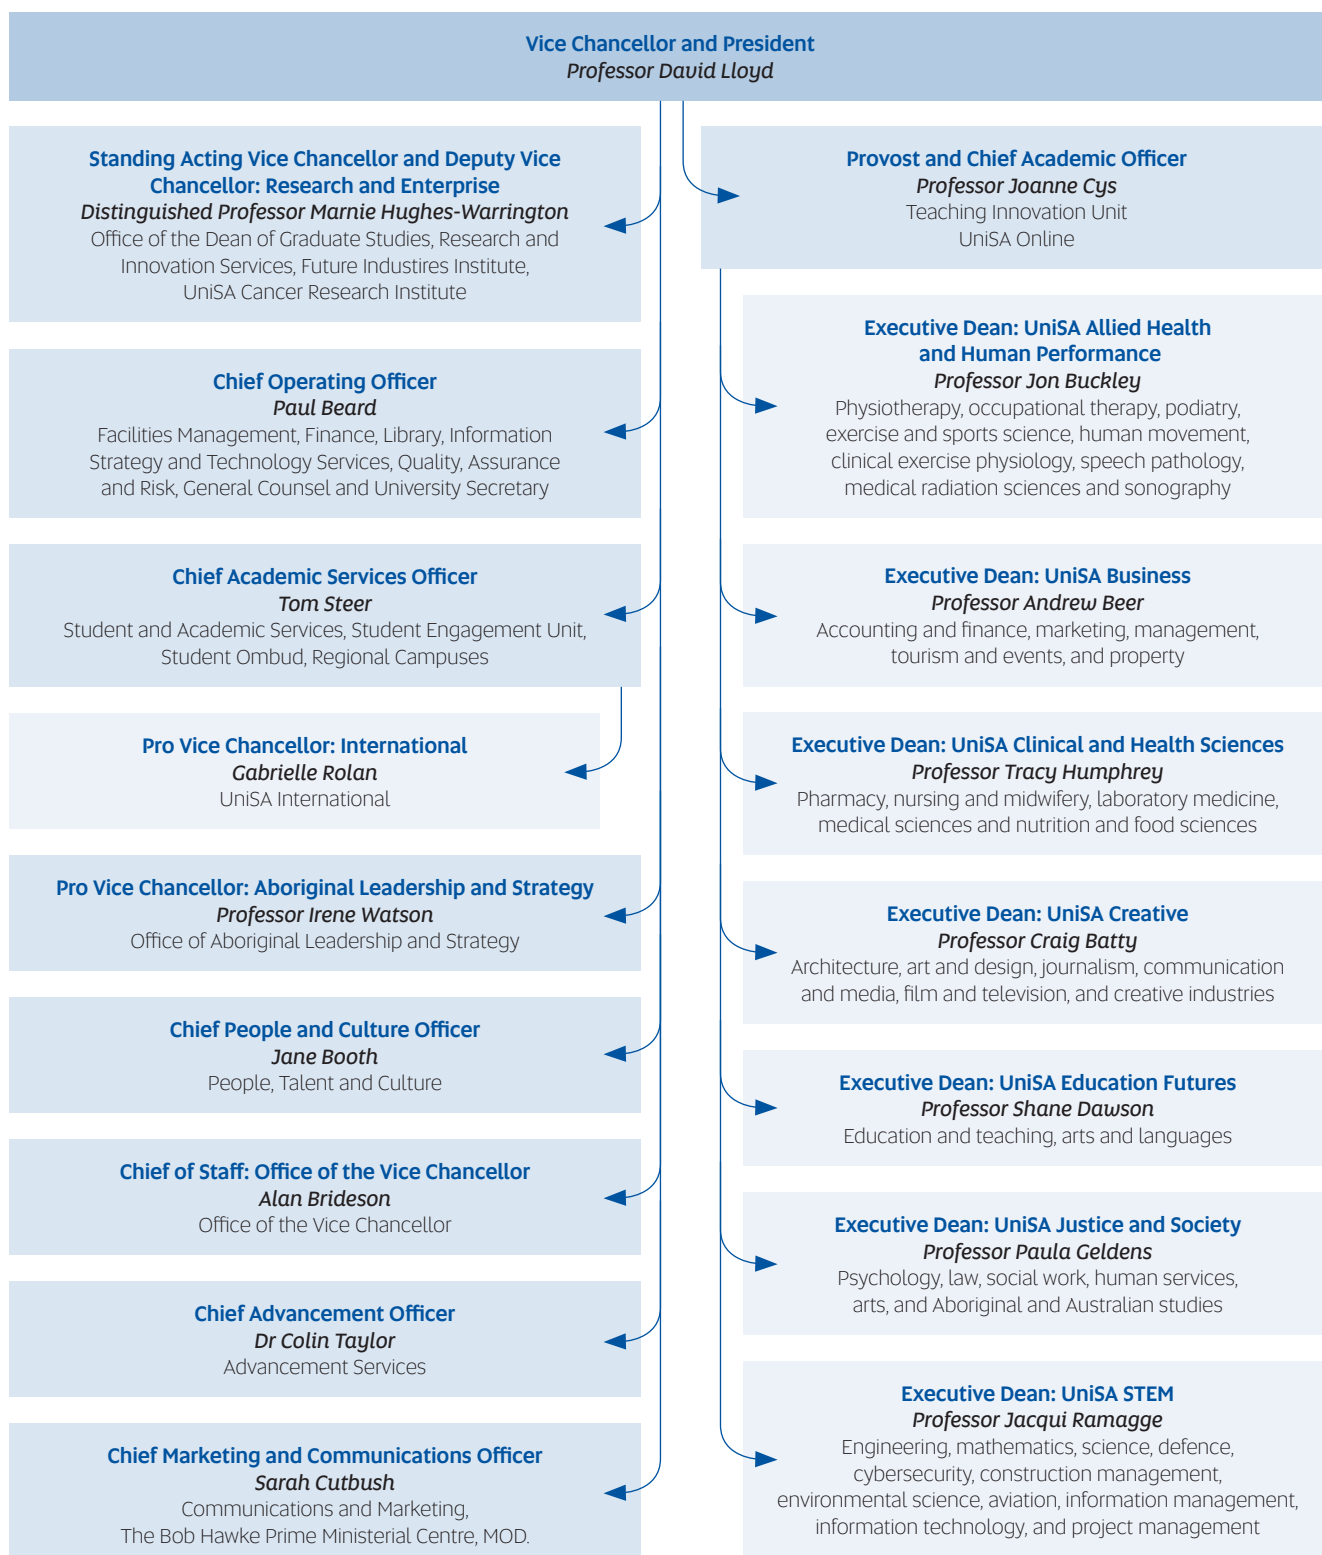 Vice Chancellor and President
Professor David Lloyd
Standing Acting Vice Chancellor and Deputy Vice
Chancellor: Research and Enterprise
Distinguished Professor Marnie Hughes-Warrington
Office of the Dean of Graduate Studies, Research and
Innovation Services, Future Industires Institute,
UniSA Cancer Research Institute
Chief Operating Officer
Paul Beard
Facilities Management, Finance, Library, Information
Strategy and Technology Services, Quality, Assurance
and Risk, General Counsel and University Secretary
Chief Academic Services Officer
Tom Steer
Student and Academic Services, Student Engagement Unit,
Student Ombud, Regional Campuses
Pro Vice Chancellor: International
Gabrielle Rolan
UniSA International
Pro Vice Chancellor: Aboriginal Leadership and Strategy
Professor Irene Watson
Office of Aboriginal Leadership and Strategy
Chief People and Culture Officer
Jane Booth
People, Talent and Culture
Chief of Staff: Office of the Vice Chancellor
Alan Brideson
Office of the Vice Chancellor
Chief Advancement Officer
Dr Colin Taylor
Advancement Services
Chief Marketing and Communications Officer
Sarah Cutbush
Communications and Marketing,
The Bob Hawke Prime Ministerial Centre, MOD.
Provost and Chief Academic Officer
Professor Joanne Cys
Teaching Innovation Unit
UniSA Online
Executive Dean: UniSA Allied Health
and Human Performance
Professor Jon Buckley
Physiotherapy, occupational therapy, podiatry,
exercise and sports science, human movement,
clinical exercise physiology, speech pathology,
medical radiation sciences and sonography
Executive Dean: UniSA Business
Professor Andrew Beer
Accounting and finance, marketing, management,
tourism and events, and property
Executive Dean: UniSA Clinical and Health Sciences
Professor Tracy Humphrey
Pharmacy, nursing and midwifery, laboratory medicine,
medical sciences and nutrition and food sciences
Executive Dean: UniSA Creative
Professor Craig Batty
Architecture, art and design, journalism, communication
and media, film and television, and creative industries
Executive Dean: UniSA Education Futures
Professor Shane Dawson
Education and teaching, arts and languages
Executive Dean: UniSA Justice and Society
Professor Paula Geldens
Psychology, law, social work, human services,
arts, and Aboriginal and Australian studies
Executive Dean: UniSA STEM
Professor Jacqui Ramagge
Engineering, mathematics, science, defence,
cybersecurity, construction management,
environmental science, aviation, information management,
information technology, and project management